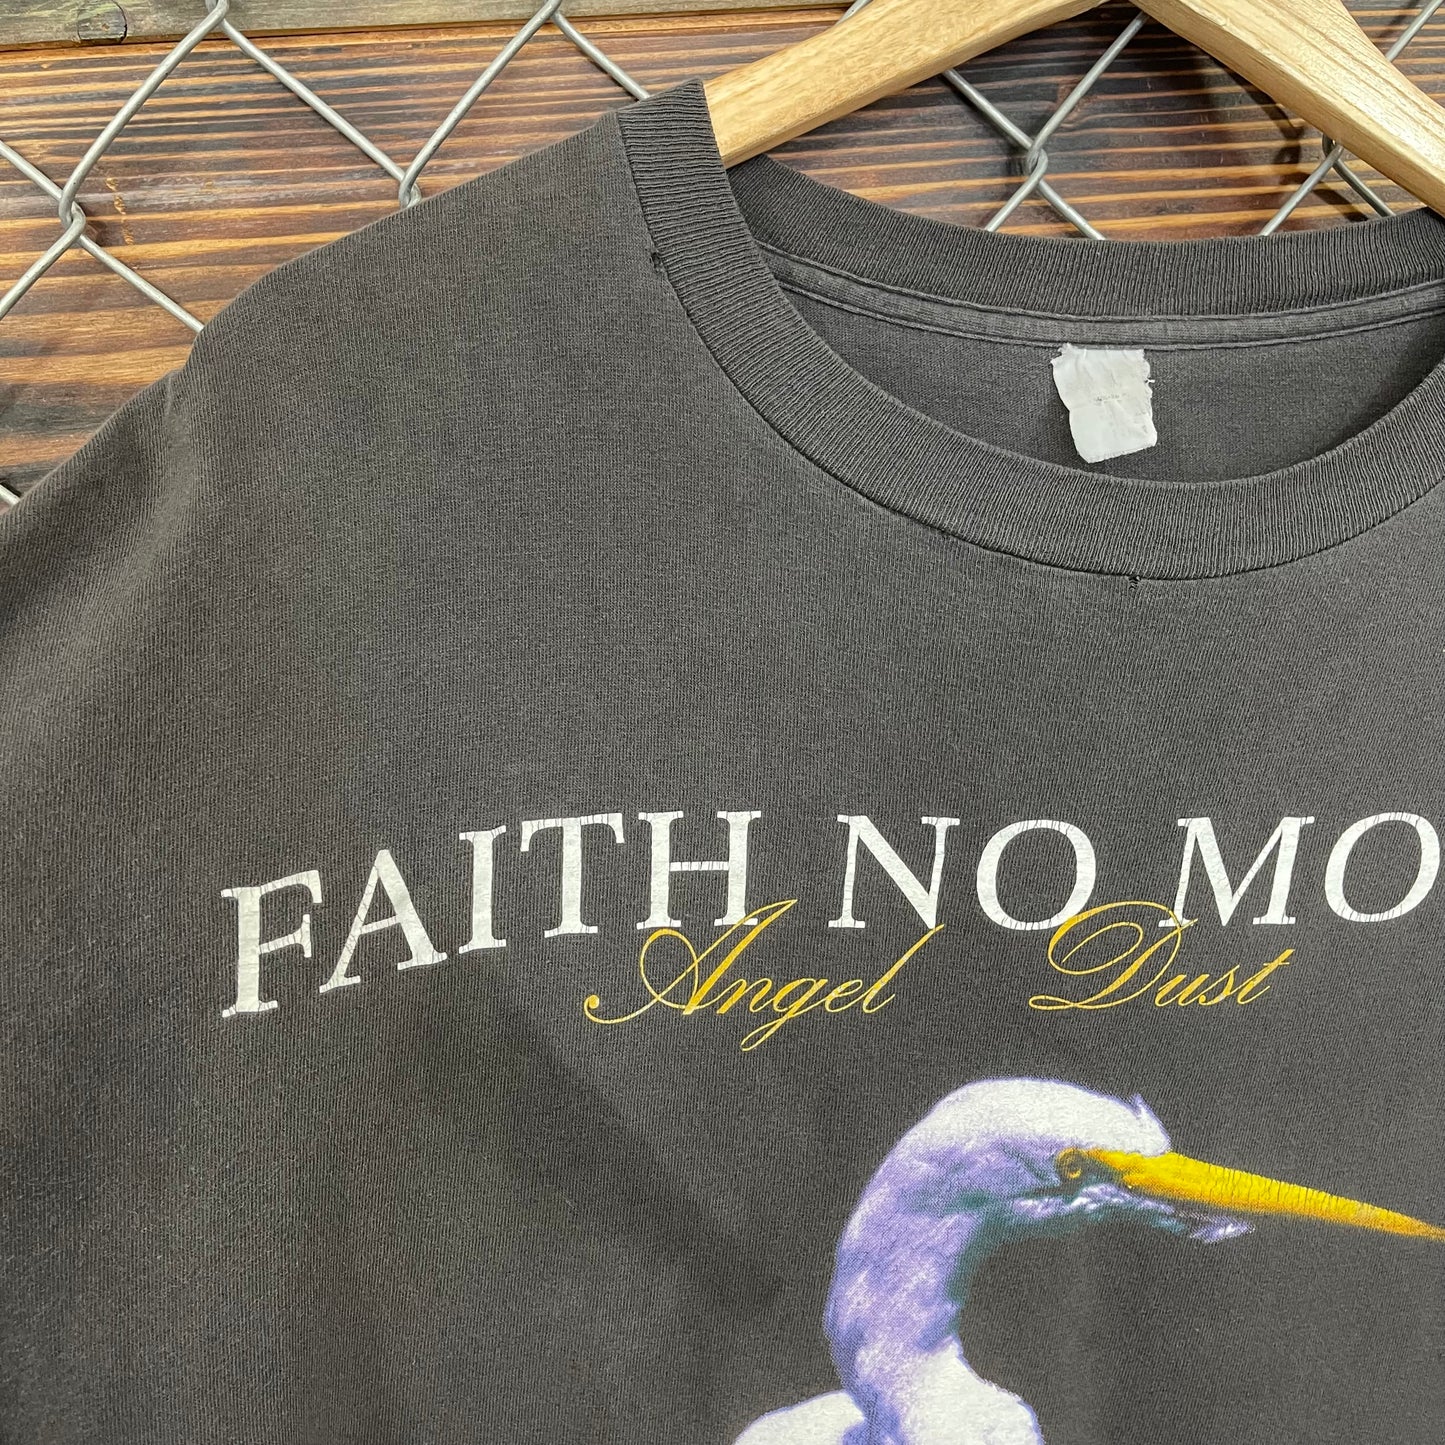 FAITH NO MO
Angel Dust